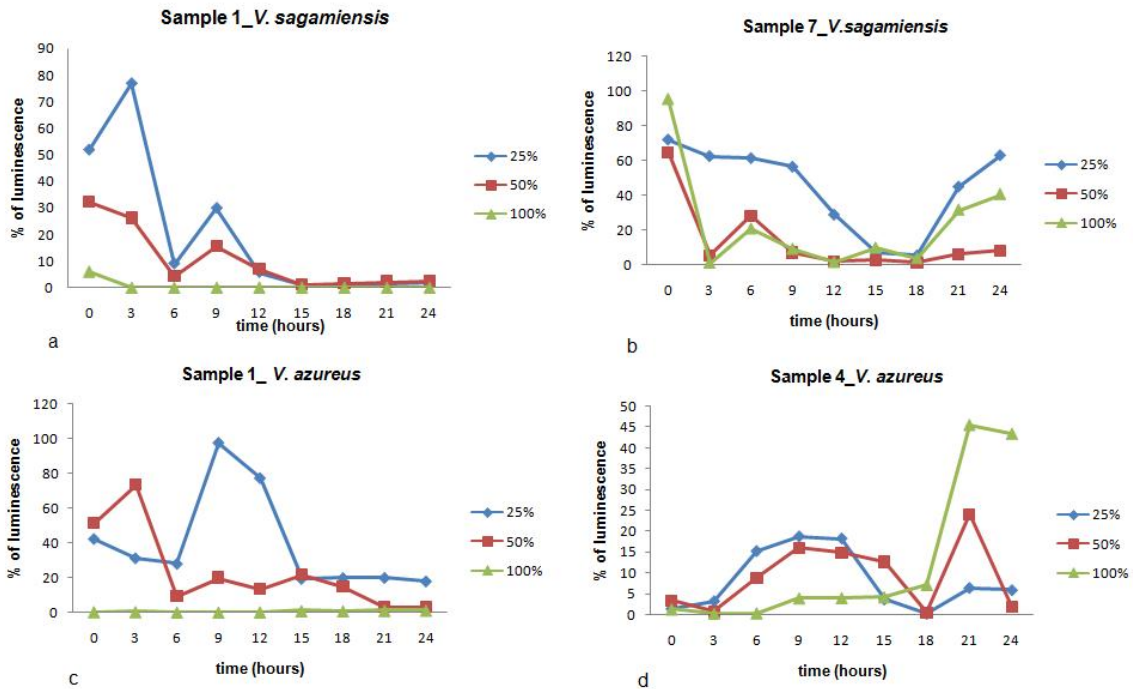 Sample 1_V. sagamiensis
90
80
70
60
50
40
30
20
10
0
% of luminescence
0 3 6 9 12 15 18 21 24
time (hours)
25%
50%
100%
a
Sample 7_V.sagamiensis
120
100
80
60
40
20
0
% of luminescence
0 3 6 9 12 15 18 21 24
time (hours)
25%
50%
100%
b
Sample 1_ V. azureus
120
100
80
60
40
20
0
% of luminescence
0 3 6 9 12 15 18 21 24
time (hours)
25%
50%
100%
c
Sample 4_V. azureus
50
45
40
35
30
25
20
15
10
5
0
% of luminescence
0 3 6 9 12 15 18 21 24
time (hours)
25%
50%
100%
d